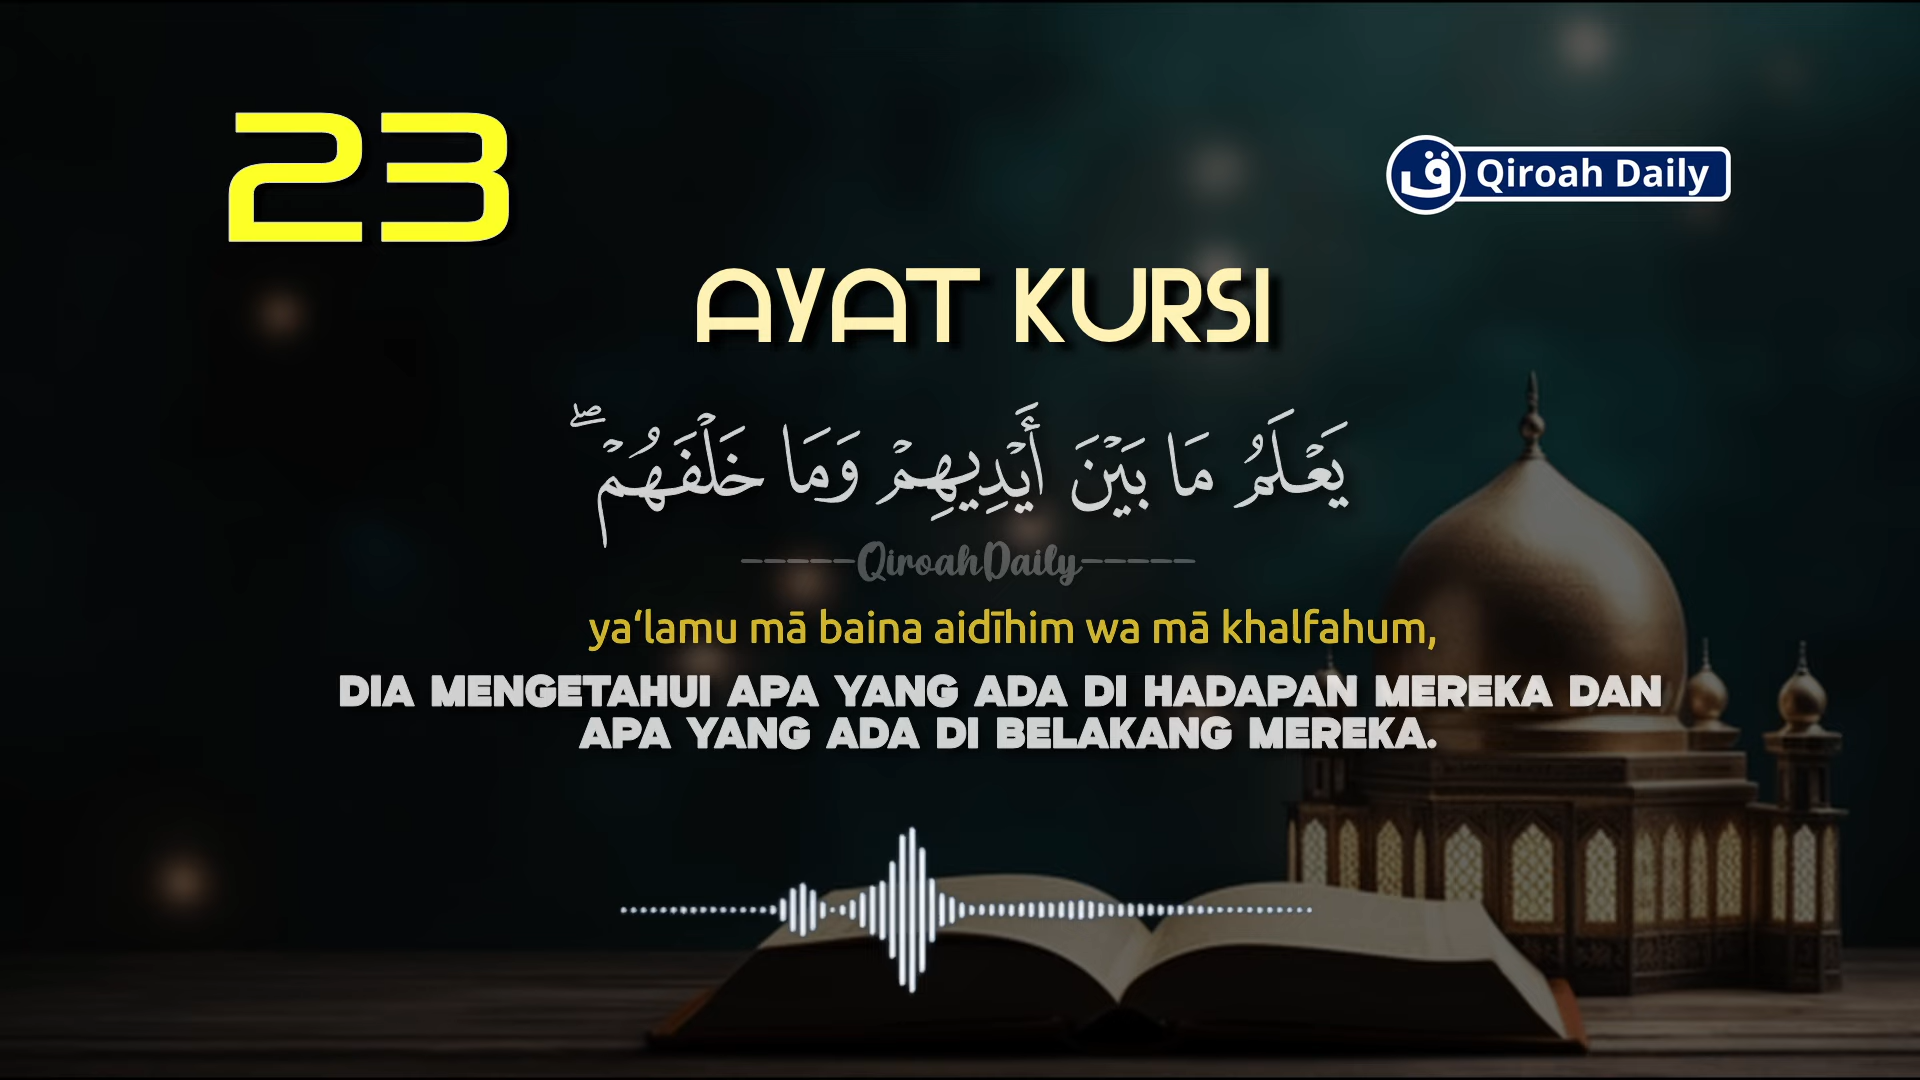 23
ق Qiroah Daily
AYAT KURSI
يَعْلَمُ مَا بَيْنَ أَيْدِيهِمْ وَمَا خَلْفَهُمْ ۖ
-----QiroahDaily-----
ya‘lamu mā baina aidīhim wa mā khalfahum,
DIA MENGETAHUI APA YANG ADA DI HADAPAN MEREKA DAN
APA YANG ADA DI BELAKANG MEREKA.